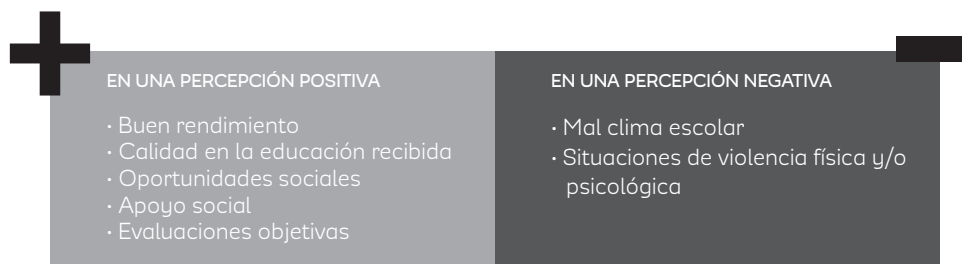 EN UNA PERCEPCIÓN POSITIVA
· Buen rendimiento
· Calidad en la educación recibida
· Oportunidades sociales
· Apoyo social
· Evaluaciones objetivas
EN UNA PERCEPCIÓN NEGATIVA
· Mal clima escolar
· Situaciones de violencia física y/o
psicológica